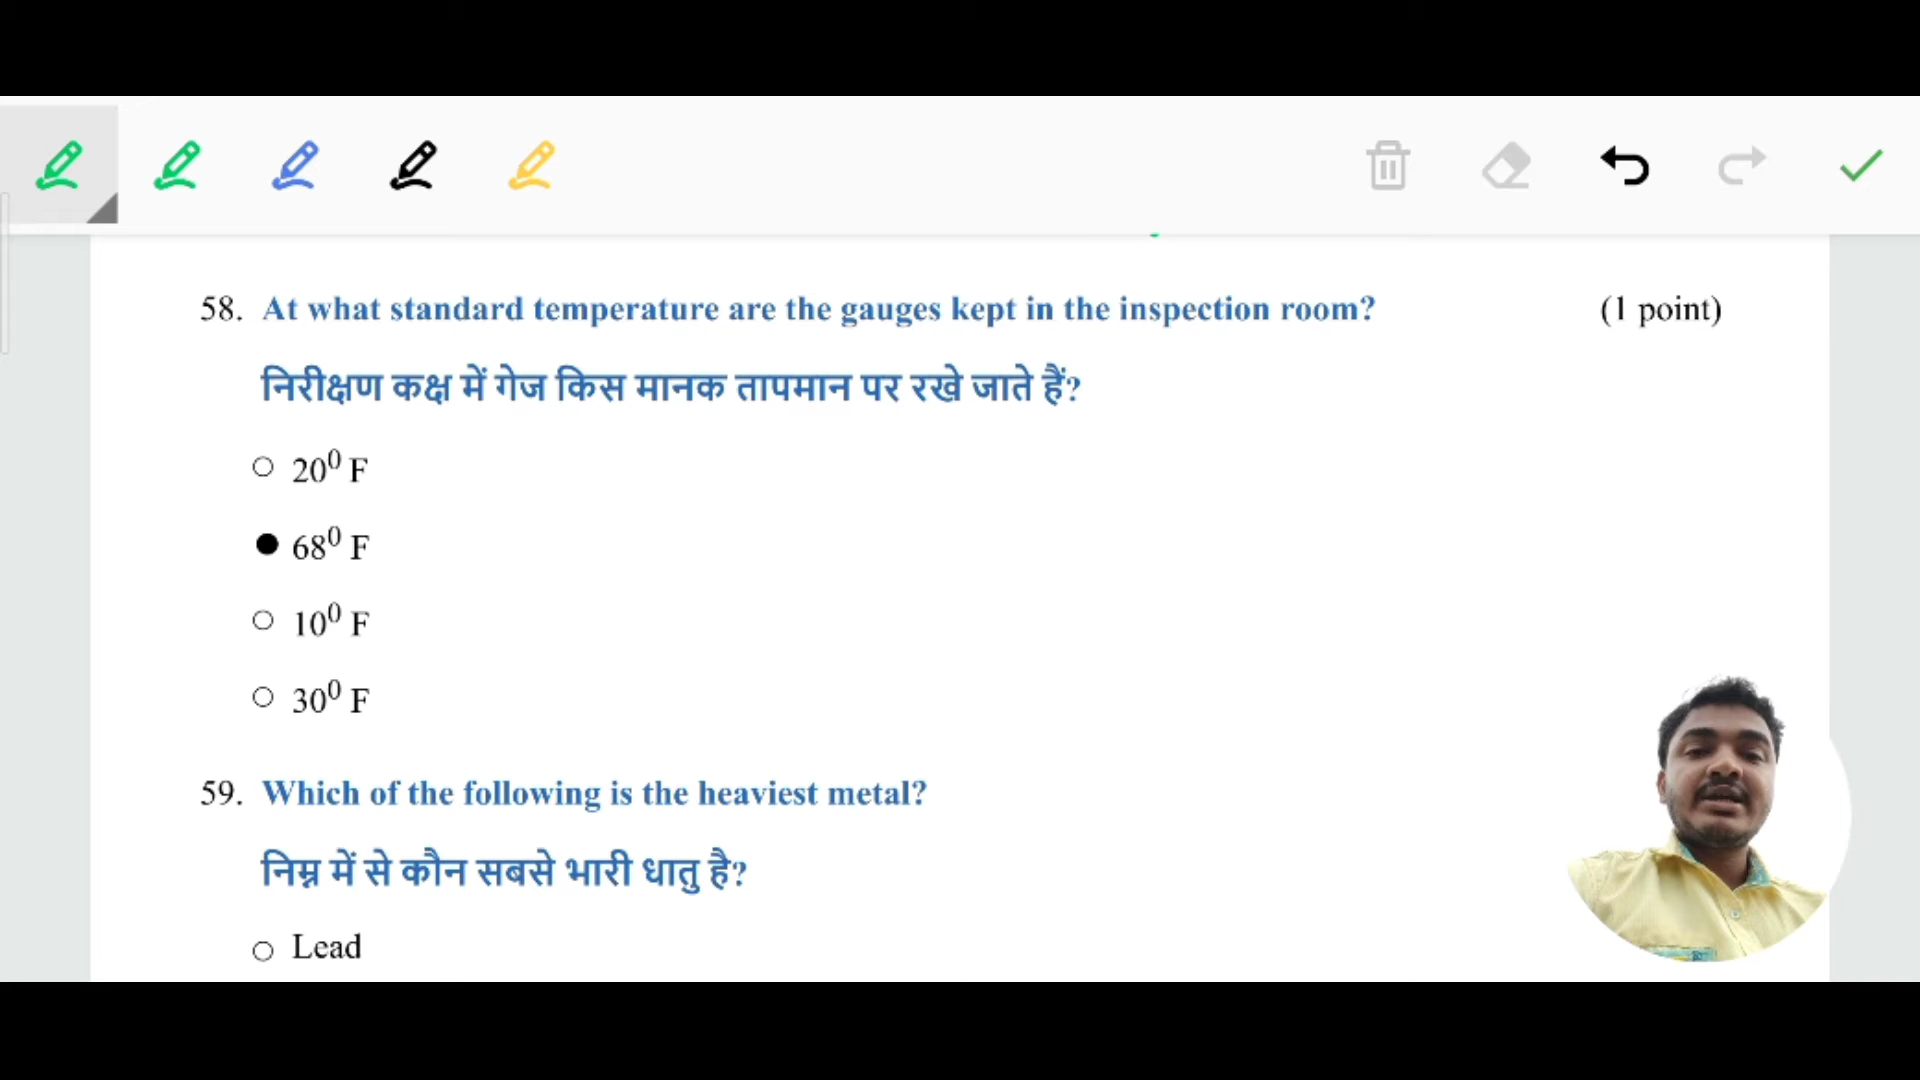 58. At what standard temperature are the gauges kept in the inspection room? (1 point)
निरीक्षण कक्ष में गेज किस मानक तापमान पर रखे जाते हैं?
20⁰ F
68⁰ F
10⁰ F
30⁰ F
59. Which of the following is the heaviest metal?
निम्न में से कौन सबसे भारी धातु है?
Lead